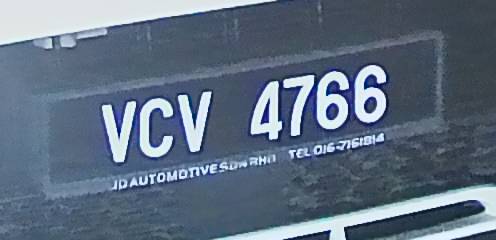 VCV 4766
JD AUTOMOTIVE SDN BHD TEL 016-7161814